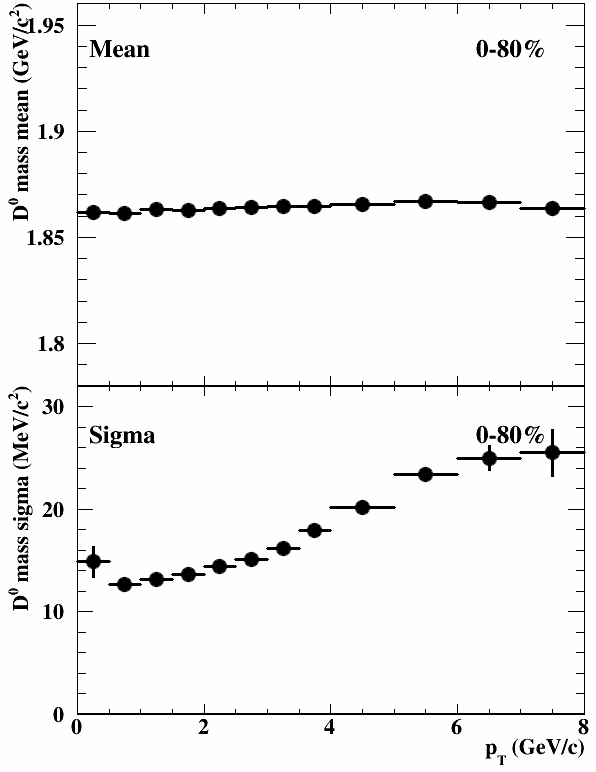 1.95
Mean 0-80%
1.9
1.85
1.8
D⁰ mass mean (GeV/c²)
30
Sigma 0-80%
20
10
0
D⁰ mass sigma (MeV/c²)
0 2 4 6 8
p_T (GeV/c)